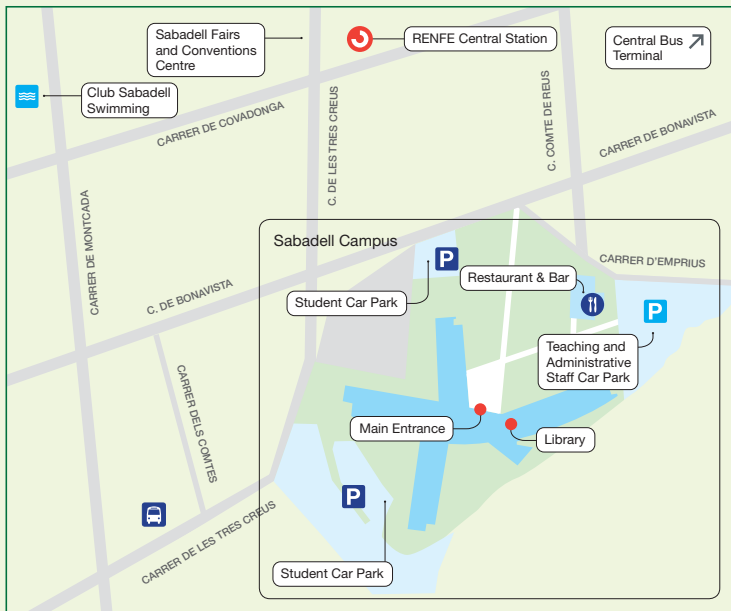 Sabadell Fairs
and Conventions
Centre
RENFE Central Station
Central Bus
Terminal
Club Sabadell
Swimming
CARRER DE COVADONGA
C. DE LES TRES CREUS
C. COMTE DE REUS
CARRER DE BONAVISTA
CARRER DE MONTCADA
Sabadell Campus
CARRER D'EMPRIUS
P
Restaurant & Bar
C. DE BONAVISTA
Student Car Park
P
Teaching and
Administrative
Staff Car Park
CARRER DELS COMTES
Main Entrance
Library
P
CARRER DE LES TRES CREUS
Student Car Park